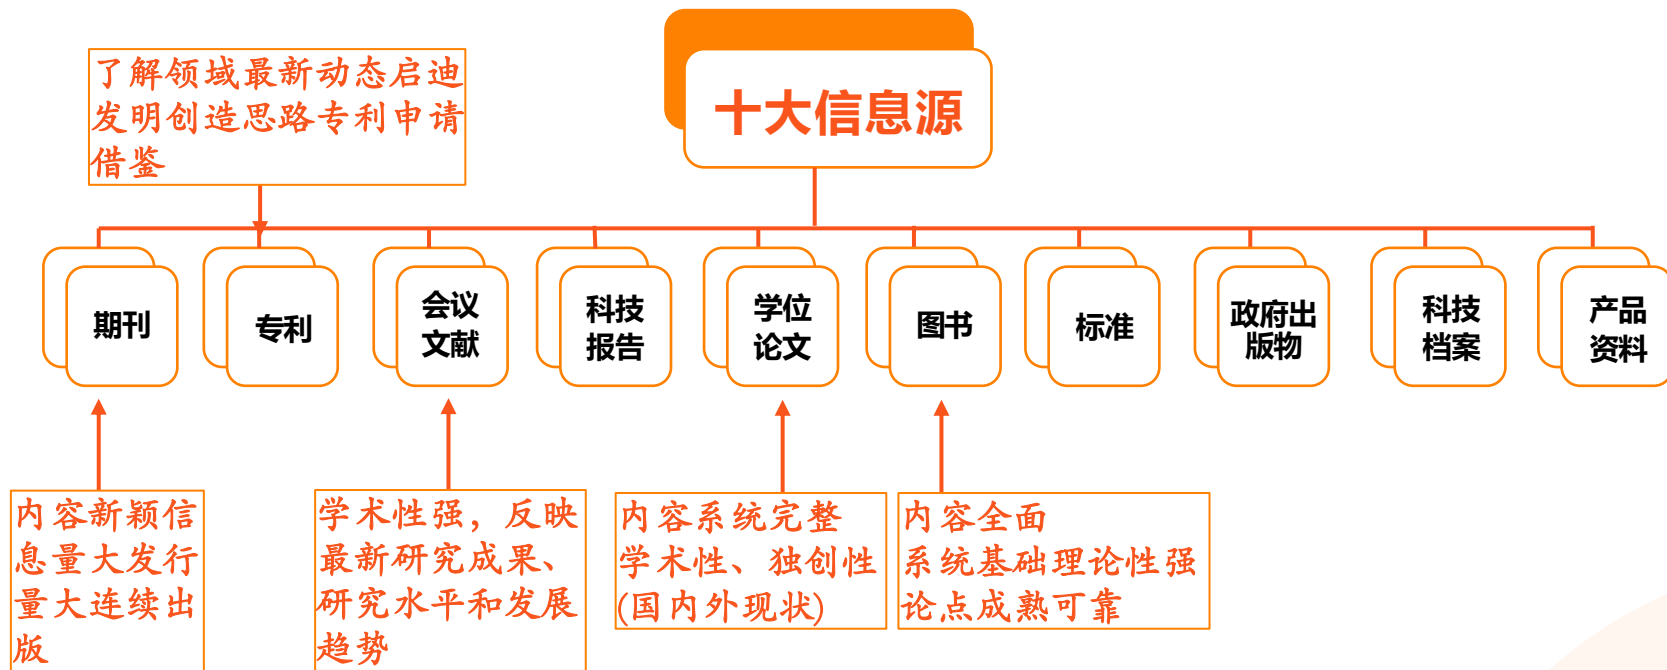 十大信息源
了解领域最新动态启迪
发明创造思路专利申请
借鉴
期刊
专利
会议
文献
科技
报告
学位
论文
图书
标准
政府出
版物
科技
档案
产品
资料
内容新颖信
息量大发行
量大连续出
版
学术性强，反映
最新研究成果、
研究水平和发展
趋势
内容系统完整
学术性、独创性
(国内外现状)
内容全面
系统基础理论性强
论点成熟可靠